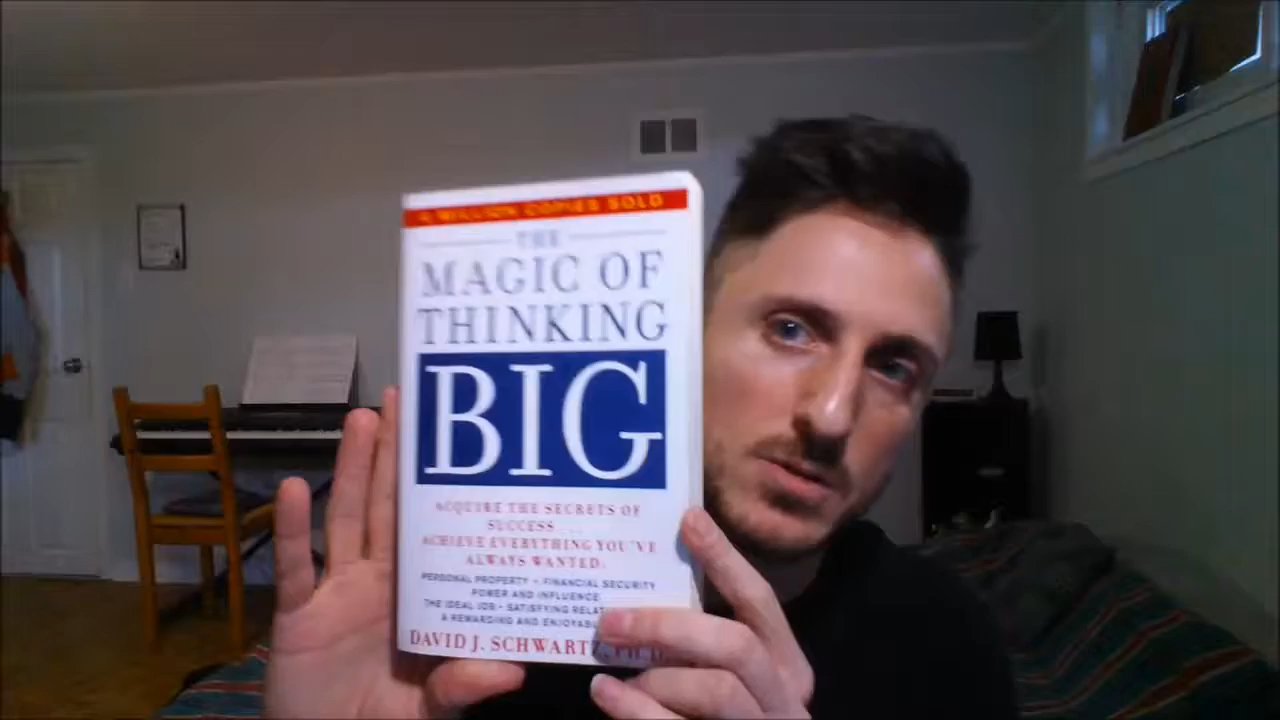 MILLION COPIES SOLD
THE
MAGIC OF
THINKING
BIG
ACQUIRE THE SECRETS OF
SUCCESS...
ACHIEVE EVERYTHING YOU'VE
ALWAYS WANTED:
PERSONAL PROPERTY • FINANCIAL SECURITY
POWER AND INFLUENCE
THE IDEAL JOB • SATISFYING
A REWARDING AND
DAVID J. SCHWARTZ, PH.D.